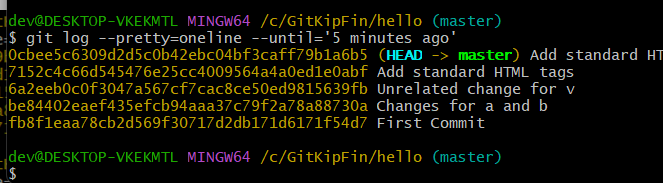 dev@DESKTOP-VKEKMTL MINGW64 /c/GitKipFin/hello (master)
$ git log --pretty=oneline --until='5 minutes ago'
0cbee5c6309d2d5c0b42ebc04bf3caff79b1a6b5 (HEAD -> master) Add standard HT
7152c4c66d545476e25cc4009564a4a0ed1e0abf Add standard HTML tags
6a2eeb0c0f3047a567cf7cac8ce50ed9815639fb Unrelated change for v
be84402eaef435efcb94aaa37c79f2a78a88730a Changes for a and b
fb8f1eaa78cb2d569f30717d2db171d6171f54d7 First Commit
dev@DESKTOP-VKEKMTL MINGW64 /c/GitKipFin/hello (master)
$